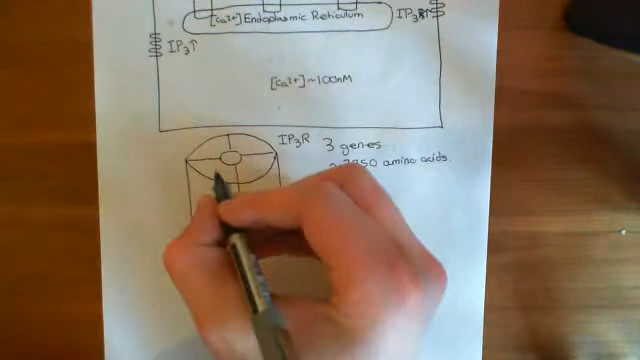 [Ca²⁺] Endoplasmic Reticulum
IP₃R↑
IP₃↑
[Ca²⁺] ~100nM
IP₃R
3 genes
amino acids